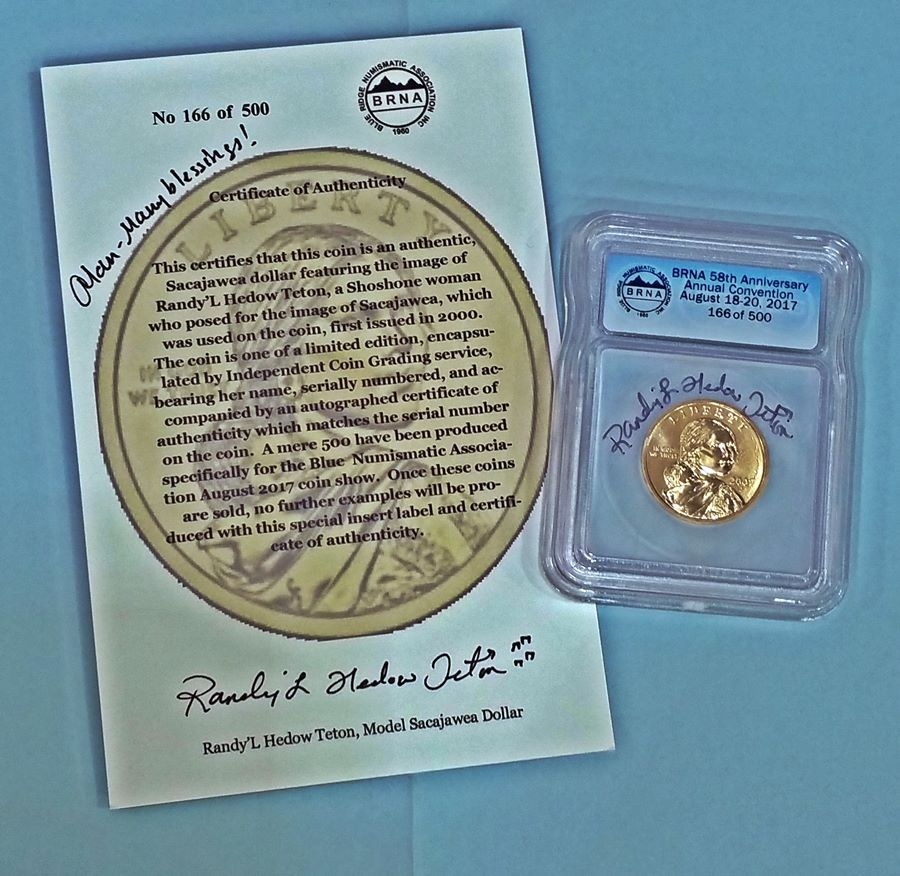 No 166 of 500
BLUE RIDGE NUMISMATIC ASSOCIATION INC
BRNA
1960
Alan-Many blessings!
LIBERTY
Certificate of Authenticity
This certifies that this coin is an authentic,
Sacajawea dollar featuring the image of
Randy'L Hedow Teton, a Shoshone woman
who posed for the image of Sacajawea, which
was used on the coin, first issued in 2000.
The coin is one of a limited edition, encapsu-
lated by Independent Coin Grading service,
bearing her name, serially numbered, and ac-
companied by an autographed certificate of
authenticity which matches the serial number
on the coin. A mere 500 have been produced
specifically for the Blue Numismatic Associa-
tion August 2017 coin show. Once these coins
are sold, no further examples will be pro-
duced with this special insert label and certifi-
cate of authenticity.
Randy'L Hedow Teton
Randy'L Hedow Teton, Model Sacajawea Dollar
BRNA
BRNA 58th Anniversary
Annual Convention
August 18-20, 2017
166 of 500
Randy'L Hedow Teton
LIBERTY